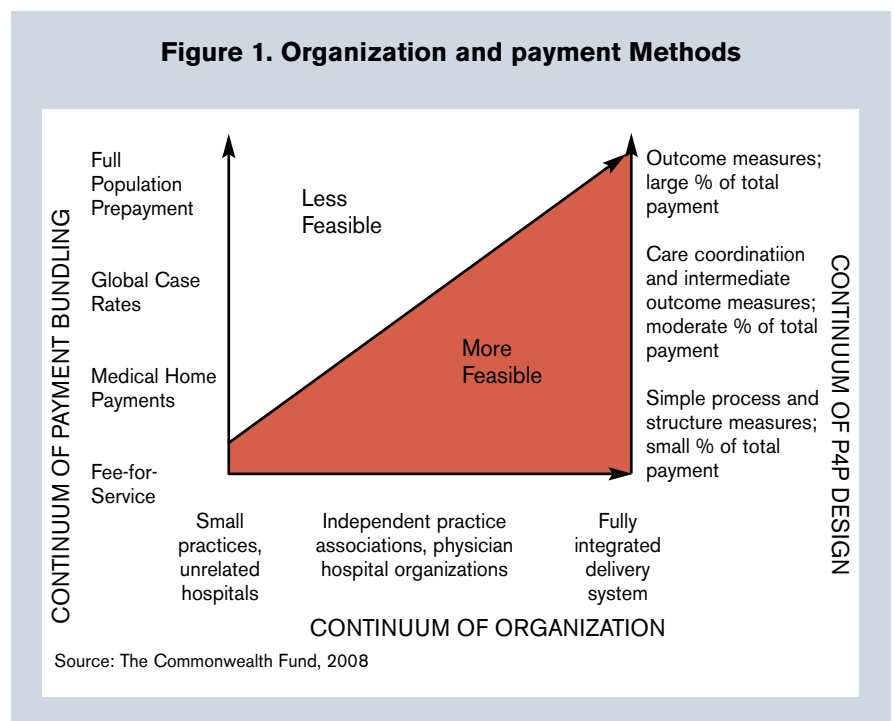 Figure 1. Organization and payment Methods
CONTINUUM OF PAYMENT BUNDLING
Full
Population
Prepayment
Global Case
Rates
Medical Home
Payments
Fee-for-
Service
Less
Feasible
More
Feasible
Outcome measures;
large % of total
payment
Care coordinatiion
and intermediate
outcome measures;
moderate % of total
payment
Simple process and
structure measures;
small % of total
payment
CONTINUUM OF P4P DESIGN
Small
practices,
unrelated
hospitals
Independent practice
associations, physician
hospital organizations
Fully
integrated
delivery
system
CONTINUUM OF ORGANIZATION
Source: The Commonwealth Fund, 2008